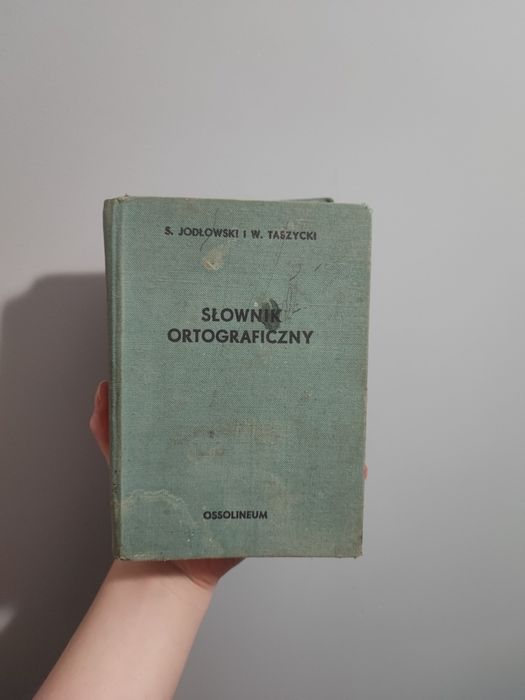 S. JODŁOWSKI I W. TASZYCKI
SŁOWNIK
ORTOGRAFICZNY
OSSOLINEUM